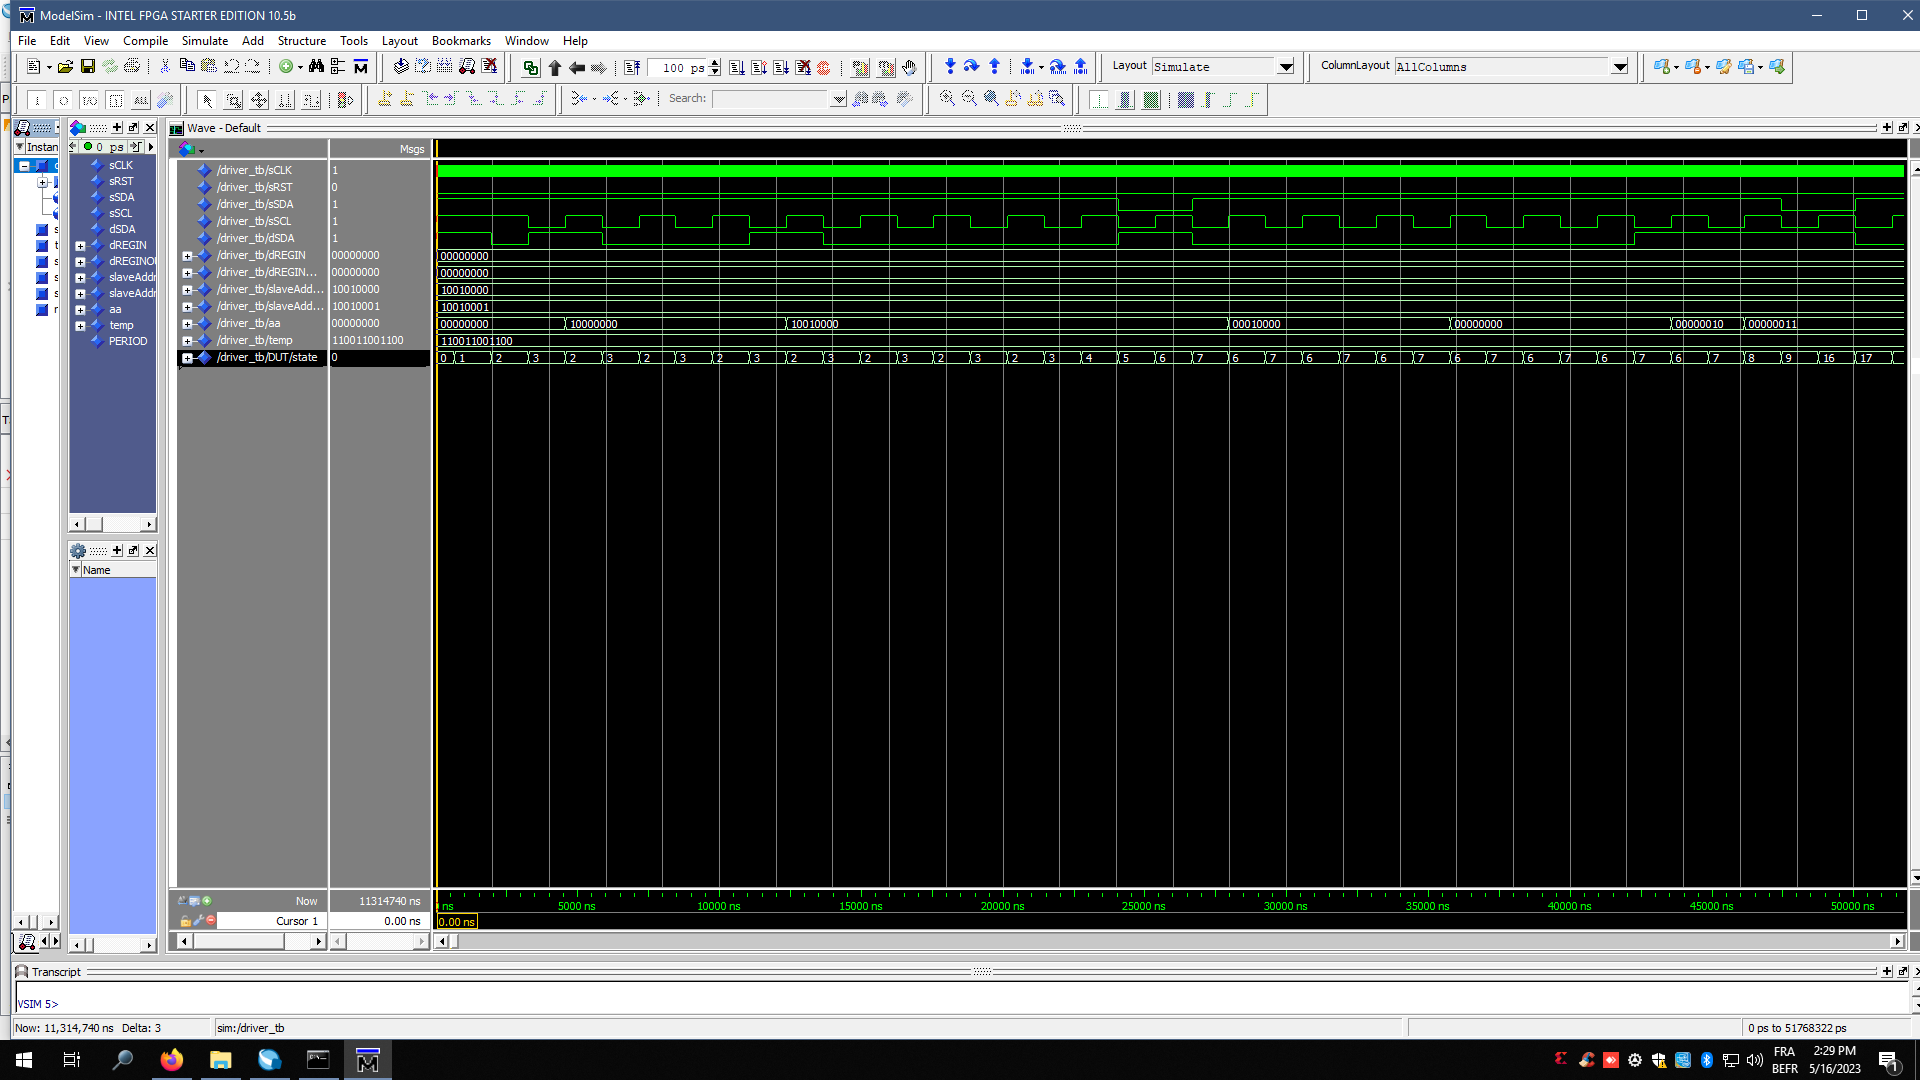 ModelSim - INTEL FPGA STARTER EDITION 10.5b
File Edit View Compile Simulate Add Structure Tools Layout Bookmarks Window Help
100 ps
Layout Simulate
ColumnLayout AllColumns
Search:
Instan
0 ps
sCLK
sRST
sSDA
sSCL
dSDA
dREGIN
dREGINO
slaveAddr
slaveAddr
aa
temp
PERIOD
Name
Wave - Default
Msgs
/driver_tb/sCLK 1
/driver_tb/sRST 0
/driver_tb/sSDA 1
/driver_tb/sSCL 1
/driver_tb/dSDA 1
/driver_tb/dREGIN 00000000 00000000
/driver_tb/dREGIN... 00000000 00000000
/driver_tb/slaveAdd... 10010000 10010000
/driver_tb/slaveAdd... 10010001 10010001
/driver_tb/aa 00000000 00000000 10000000 10010000 00010000 00000000 00000010 00000011
/driver_tb/temp 110011001100 110011001100
/driver_tb/DUT/state 0 0 1 2 3 2 3 2 3 2 3 2 3 2 3 2 3 2 3 4 5 6 7 6 7 6 7 6 7 6 7 6 7 6 7 6 7 8 9 16 17
Now 11314740 ns
ns 5000 ns 10000 ns 15000 ns 20000 ns 25000 ns 30000 ns 35000 ns 40000 ns 45000 ns 50000 ns
Cursor 1 0.00 ns 0.00 ns
Transcript
VSIM 5>
Now: 11,314,740 ns Delta: 3 sim:/driver_tb 0 ps to 51768322 ps
FRA
BEFR
2:29 PM
5/16/2023
1